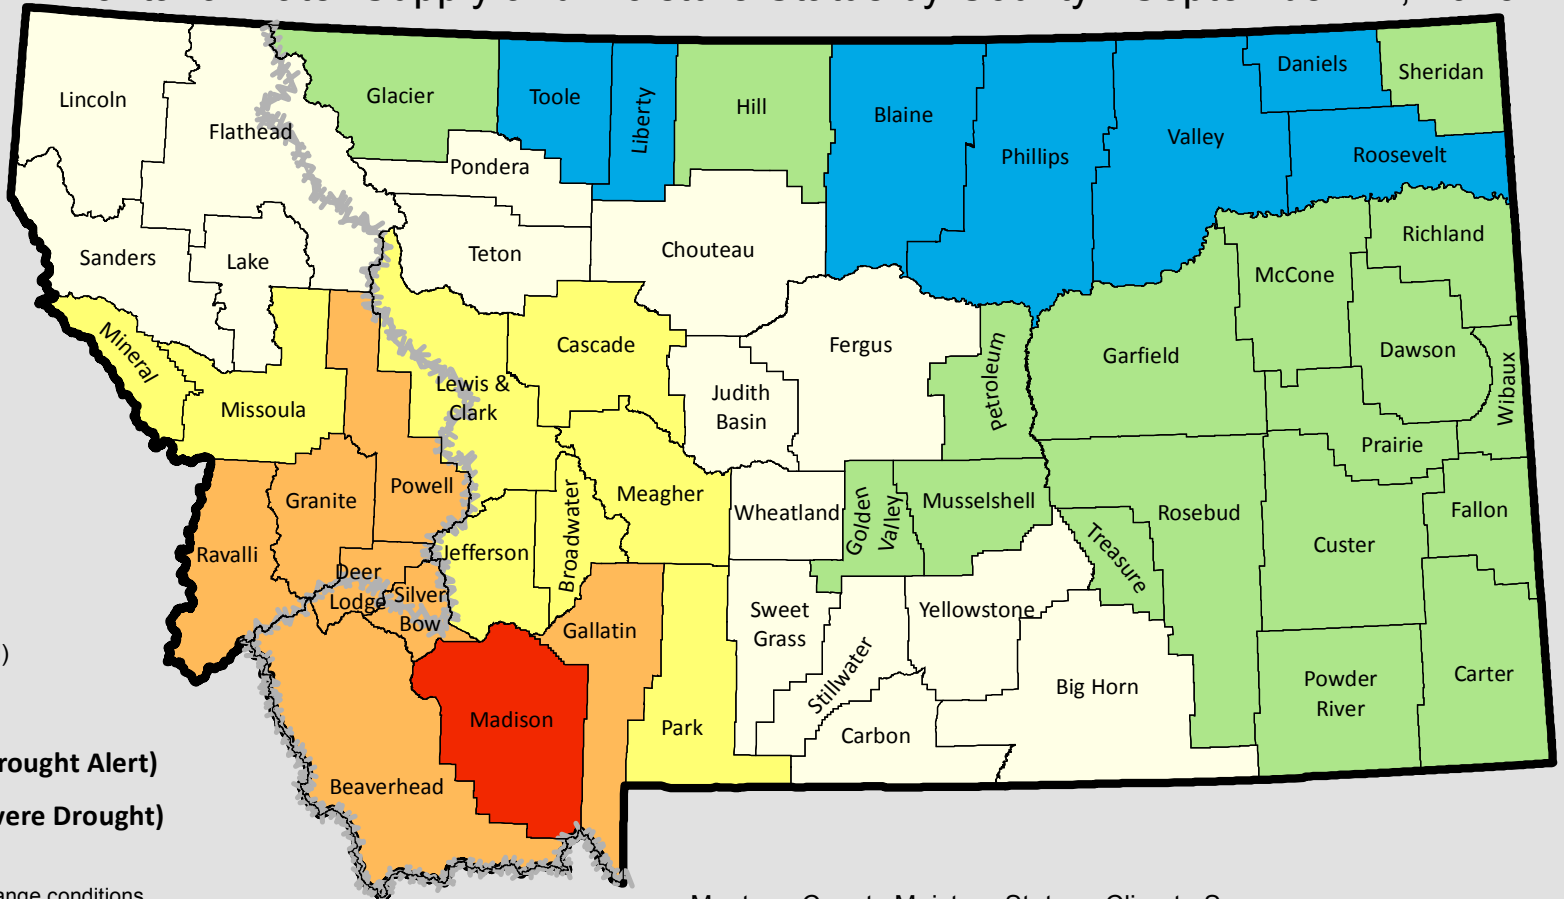 Daniels
Sheridan
Lincoln
Glacier
Toole
Liberty
Hill
Blaine
Flathead
Phillips
Valley
Roosevelt
Pondera
Sanders
Lake
Teton
Chouteau
McCone
Richland
Mineral
Cascade
Fergus
Petroleum
Garfield
Dawson
Wibaux
Missoula
Lewis &
Clark
Judith
Basin
Prairie
Granite
Powell
Meagher
Wheatland
Golden
Valley
Musselshell
Rosebud
Fallon
Ravalli
Jefferson
Broadwater
Treasure
Custer
Deer
Lodge
Silver
Bow
Gallatin
Sweet
Grass
Yellowstone
)
Stillwater
Big Horn
Powder
River
Carter
Madison
Park
Carbon
rought Alert)
Beaverhead
vere Drought)
ange conditions